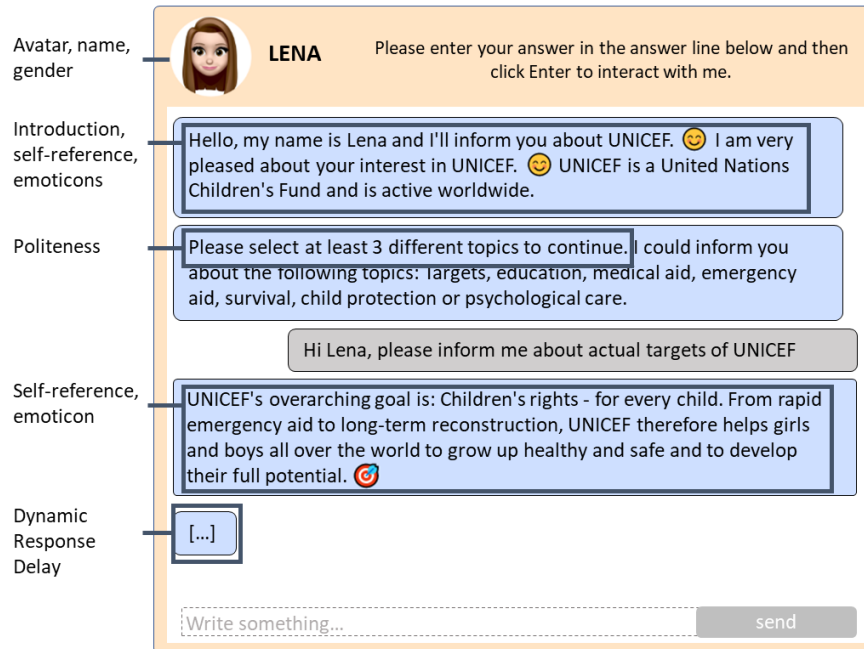 Avatar, name,
gender
LENA
Please enter your answer in the answer line below and then
click Enter to interact with me.
Introduction,
self-reference,
emoticons
Hello, my name is Lena and I'll inform you about UNICEF. 😊 I am very
pleased about your interest in UNICEF. 😊 UNICEF is a United Nations
Children's Fund and is active worldwide.
Politeness
Please select at least 3 different topics to continue. I could inform you
about the following topics: Targets, education, medical aid, emergency
aid, survival, child protection or psychological care.
Hi Lena, please inform me about actual targets of UNICEF
Self-reference,
emoticon
UNICEF's overarching goal is: Children's rights - for every child. From rapid
emergency aid to long-term reconstruction, UNICEF therefore helps girls
and boys all over the world to grow up healthy and safe and to develop
their full potential. 🎯
Dynamic
Response
Delay
[...]
Write something...
send